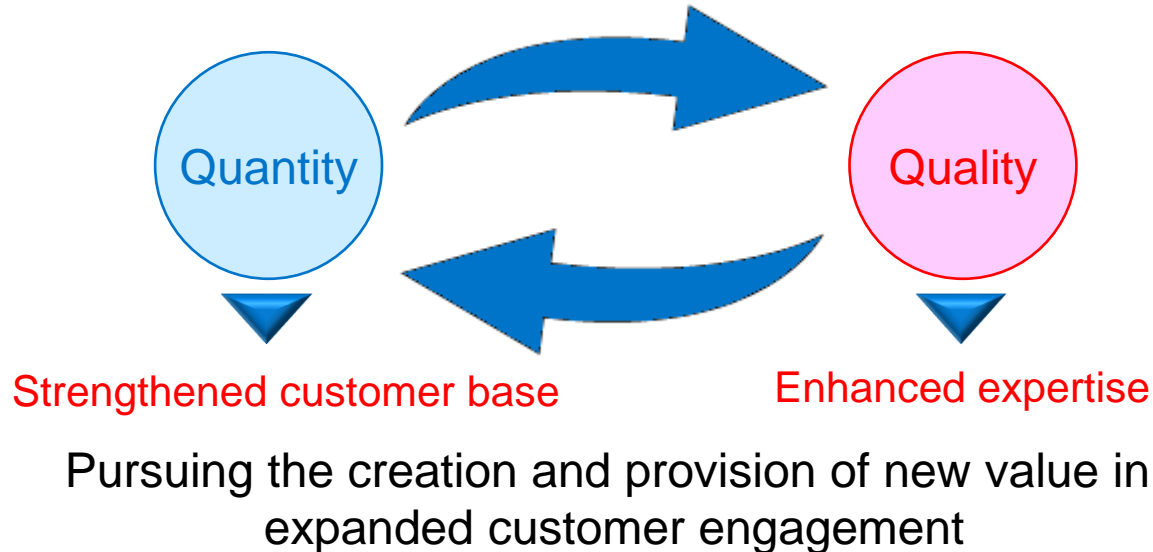 Quantity
Quality
Strengthened customer base
Enhanced expertise
Pursuing the creation and provision of new value in
expanded customer engagement